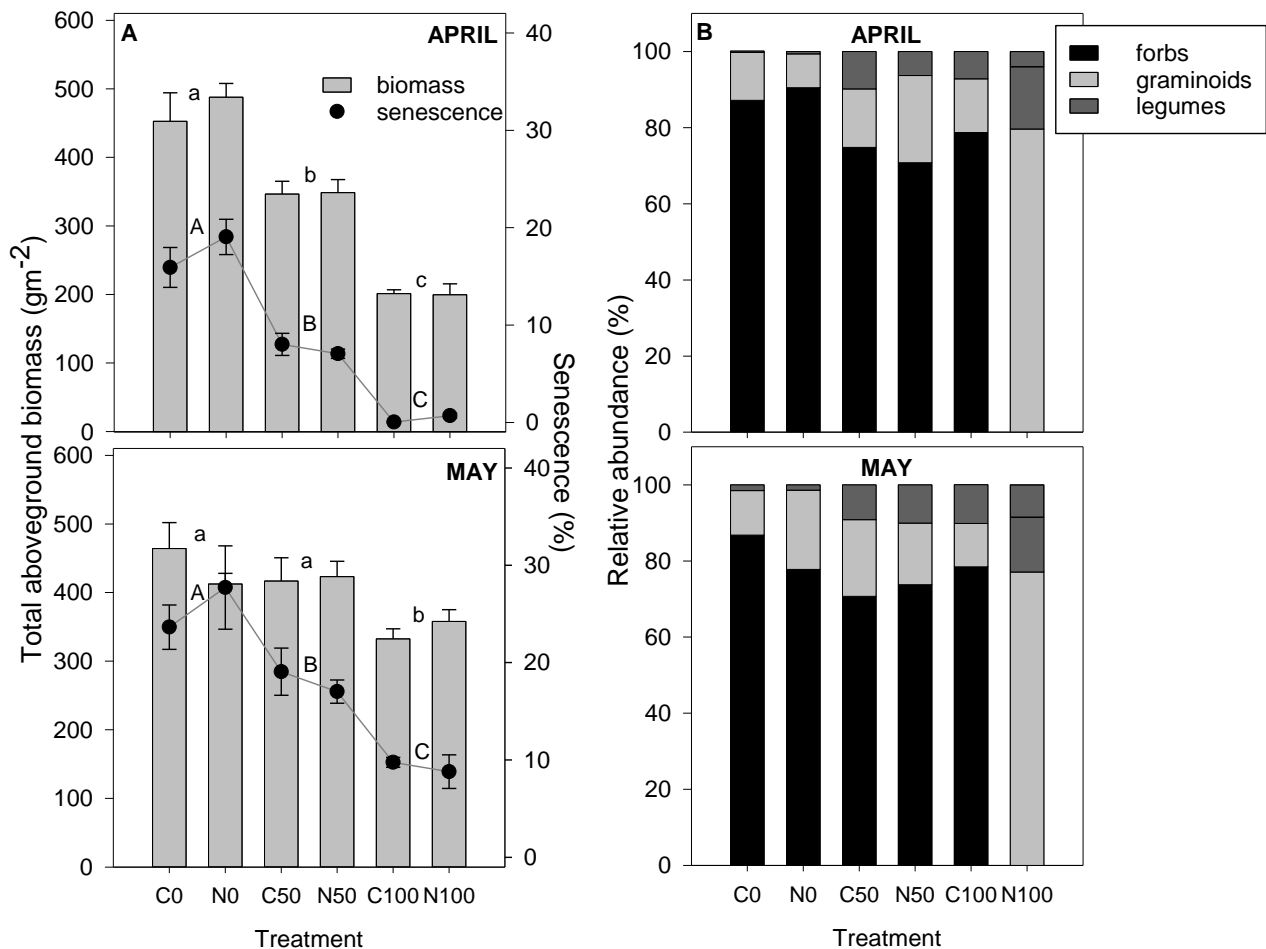 A
APRIL
biomass
senescence
600
500
400
300
200
100
0
40
30
20
10
0
a
b
c
A
B
C
MAY
600
500
400
300
200
100
0
40
30
20
10
0
a
a
b
A
B
C
C0 N0 C50 N50 C100 N100
Treatment
Total aboveground biomass (gm-2)
Senescence (%)
B
APRIL
forbs
graminoids
legumes
100
80
60
40
20
0
MAY
100
80
60
40
20
0
C0 N0 C50 N50 C100 N100
Treatment
Relative abundance (%)